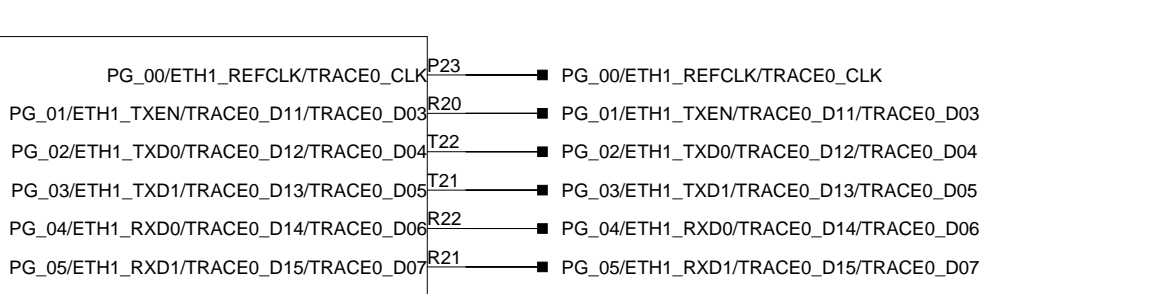 PG_00/ETH1_REFCLK/TRACE0_CLK P23 PG_00/ETH1_REFCLK/TRACE0_CLK
PG_01/ETH1_TXEN/TRACE0_D11/TRACE0_D03 R20 PG_01/ETH1_TXEN/TRACE0_D11/TRACE0_D03
PG_02/ETH1_TXD0/TRACE0_D12/TRACE0_D04 T22 PG_02/ETH1_TXD0/TRACE0_D12/TRACE0_D04
PG_03/ETH1_TXD1/TRACE0_D13/TRACE0_D05 T21 PG_03/ETH1_TXD1/TRACE0_D13/TRACE0_D05
PG_04/ETH1_RXD0/TRACE0_D14/TRACE0_D06 R22 PG_04/ETH1_RXD0/TRACE0_D14/TRACE0_D06
PG_05/ETH1_RXD1/TRACE0_D15/TRACE0_D07 R21 PG_05/ETH1_RXD1/TRACE0_D15/TRACE0_D07